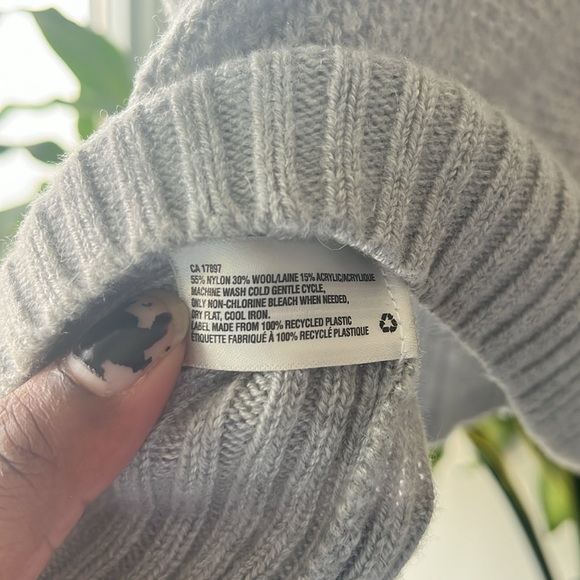 CA 17897
55% NYLON 30% WOOL/LAINE 15% ACRYLIC/ACRYLIQUE
MACHINE WASH COLD GENTLE CYCLE,
ONLY NON-CHLORINE BLEACH WHEN NEEDED,
DRY FLAT, COOL IRON.
LABEL MADE FROM 100% RECYCLED PLASTIC
ÉTIQUETTE FABRIQUÉ À 100% RECYCLÉ PLASTIQUE